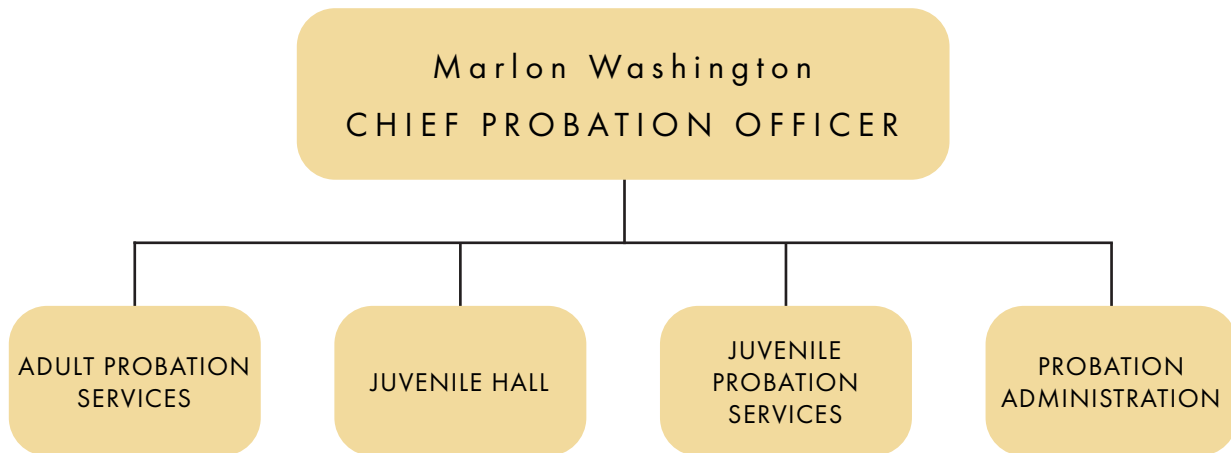 Marlon Washington
CHIEF PROBATION OFFICER
ADULT PROBATION
SERVICES
JUVENILE HALL
JUVENILE
PROBATION
SERVICES
PROBATION
ADMINISTRATION